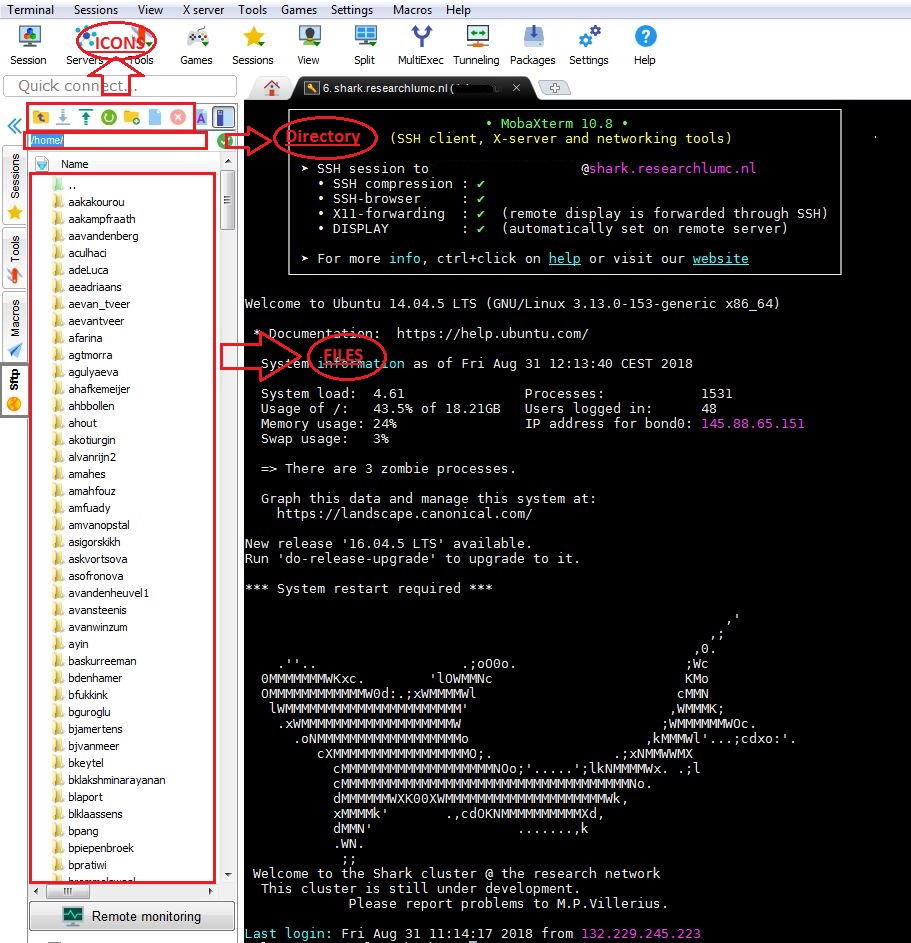 Terminal Sessions View X server Tools Games Settings Macros Help
ICONS
Session Servers Tools Games Sessions View Split MultiExec Tunneling Packages Settings Help
Quick connect...
6. shark.researchlumc.nl (
/home/
Directory
Name
Sessions
Tools
Macros
Sftp
..
aakakourou
aakampfraath
aavandenberg
aculhaci
adeLuca
aeadriaans
aevan_tveer
aevantveer
afarina
agtmorra
agulyaeva
ahafkemeijer
ahbbollen
ahout
akotiurgin
alvanrijn2
amahes
amahfouz
amfuady
amvanopstal
asigorskikh
askvortsova
asofronova
avandenheuvel1
avansteenis
avanwinzum
ayin
baskurreeman
bdenhamer
bfukkink
bguroglu
bjamertens
bjvanmeer
bkeytel
bklakshminarayanan
blaport
blklaassens
bpang
bpiepenbroek
bpratiwi
Remote monitoring
• MobaXterm 10.8 •
(SSH client, X-server and networking tools)
➤ SSH session to @shark.researchlumc.nl
• SSH compression : ✔
• SSH-browser : ✔
• X11-forwarding : ✔ (remote display is forwarded through SSH)
• DISPLAY : ✔ (automatically set on remote server)
➤ For more info, ctrl+click on help or visit our website
Welcome to Ubuntu 14.04.5 LTS (GNU/Linux 3.13.0-153-generic x86_64)
* Documentation: https://help.ubuntu.com/
FILES
System information as of Fri Aug 31 12:13:40 CEST 2018
System load: 4.61 Processes: 1531
Usage of /: 43.5% of 18.21GB Users logged in: 48
Memory usage: 24% IP address for bond0: 145.88.65.151
Swap usage: 3%
=> There are 3 zombie processes.
Graph this data and manage this system at:
https://landscape.canonical.com/
New release '16.04.5 LTS' available.
Run 'do-release-upgrade' to upgrade to it.
*** System restart required ***
Welcome to the Shark cluster @ the research network
This cluster is still under development.
Please report problems to M.P.Villerius.
Last login: Fri Aug 31 11:14:17 2018 from 132.229.245.223